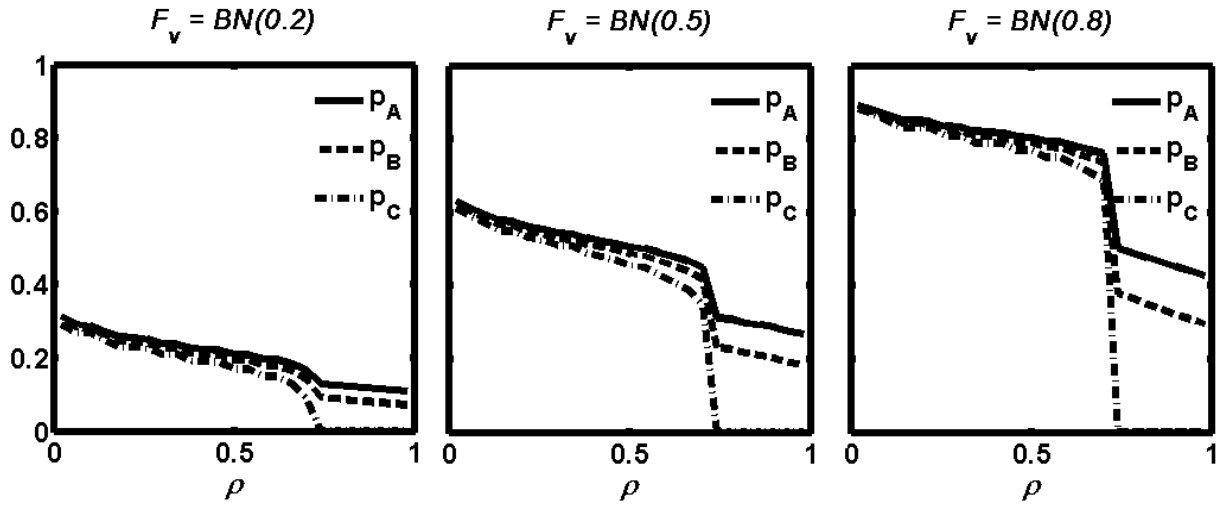 F_v = BN(0.2)
F_v = BN(0.5)
F_v = BN(0.8)
1
0.8
0.6
0.4
0.2
0
p_A
p_B
p_C
p_A
p_B
p_C
p_A
p_B
p_C
0 0.5 1
0 0.5 1
0 0.5 1
ρ
ρ
ρ